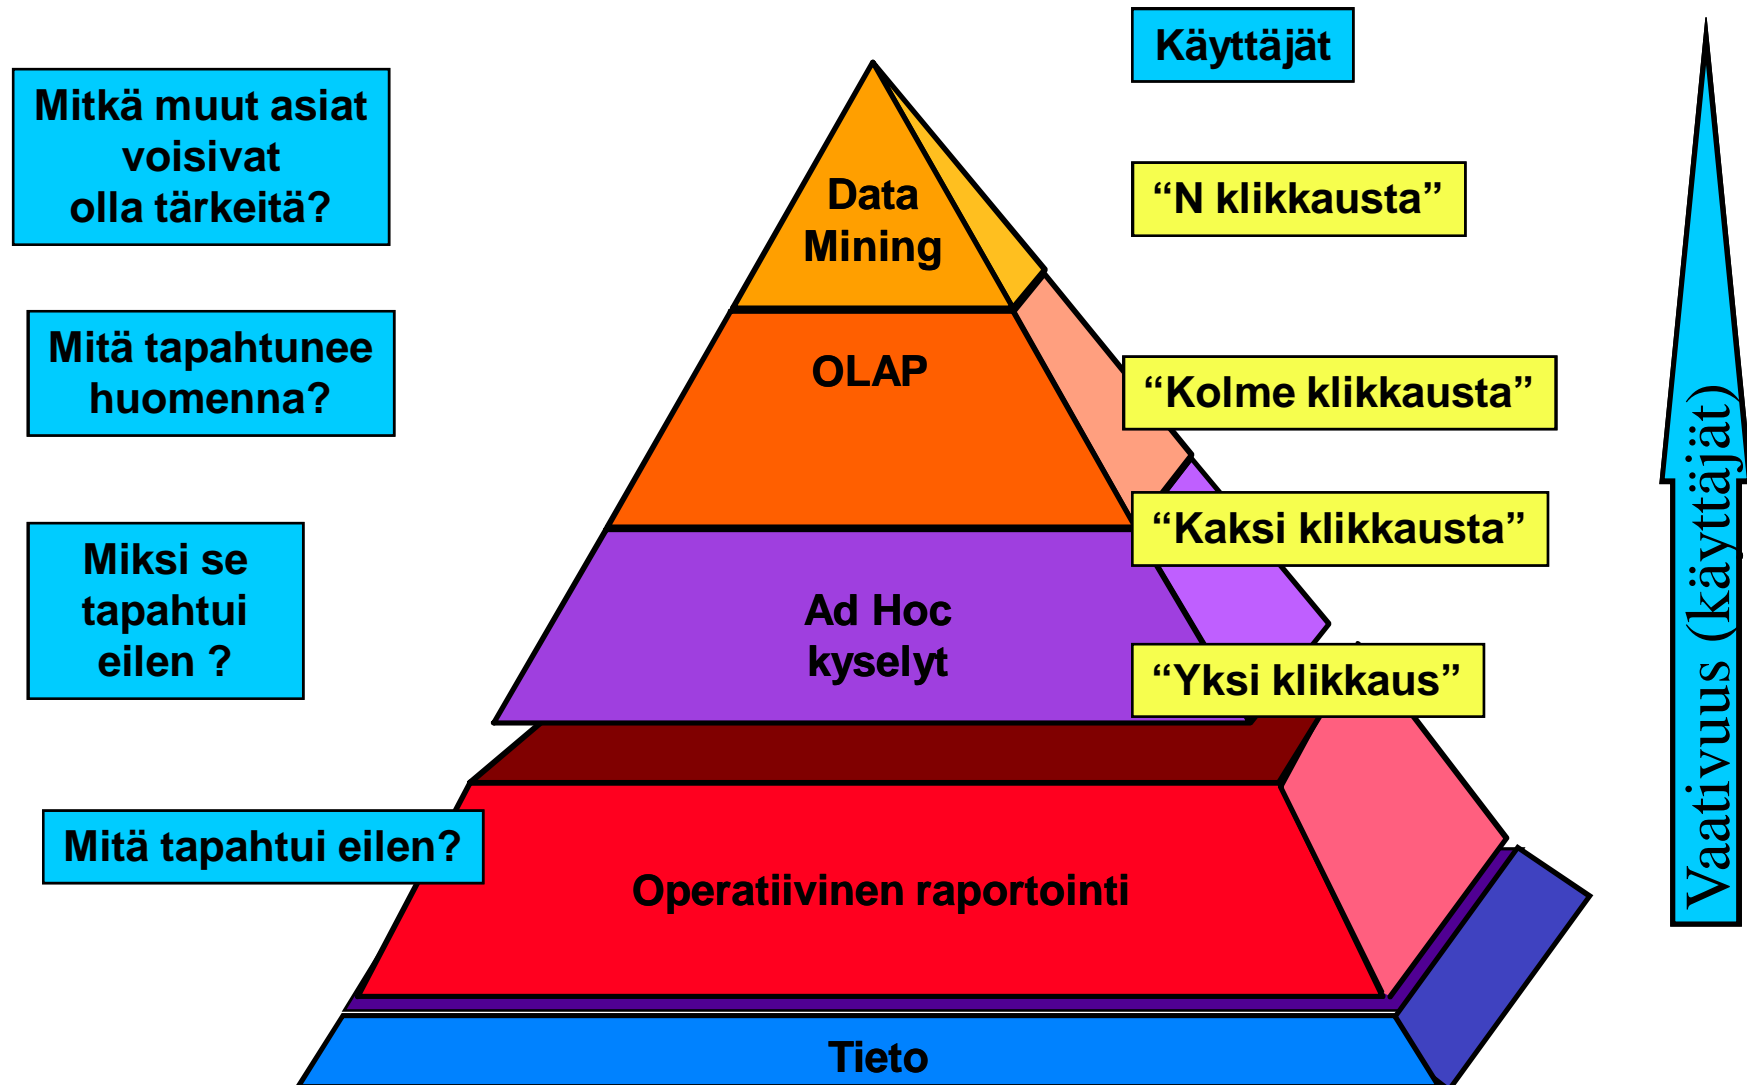 Käyttäjät
Mitkä muut asiat
voisivat
olla tärkeitä?
Data
Mining
“N klikkausta”
Mitä tapahtunee
huomenna?
OLAP
“Kolme klikkausta”
Miksi se
tapahtui
eilen ?
“Kaksi klikkausta”
Ad Hoc
kyselyt
“Yksi klikkaus”
Mitä tapahtui eilen?
Operatiivinen raportointi
Tieto
Vaativuus (käyttäjät)